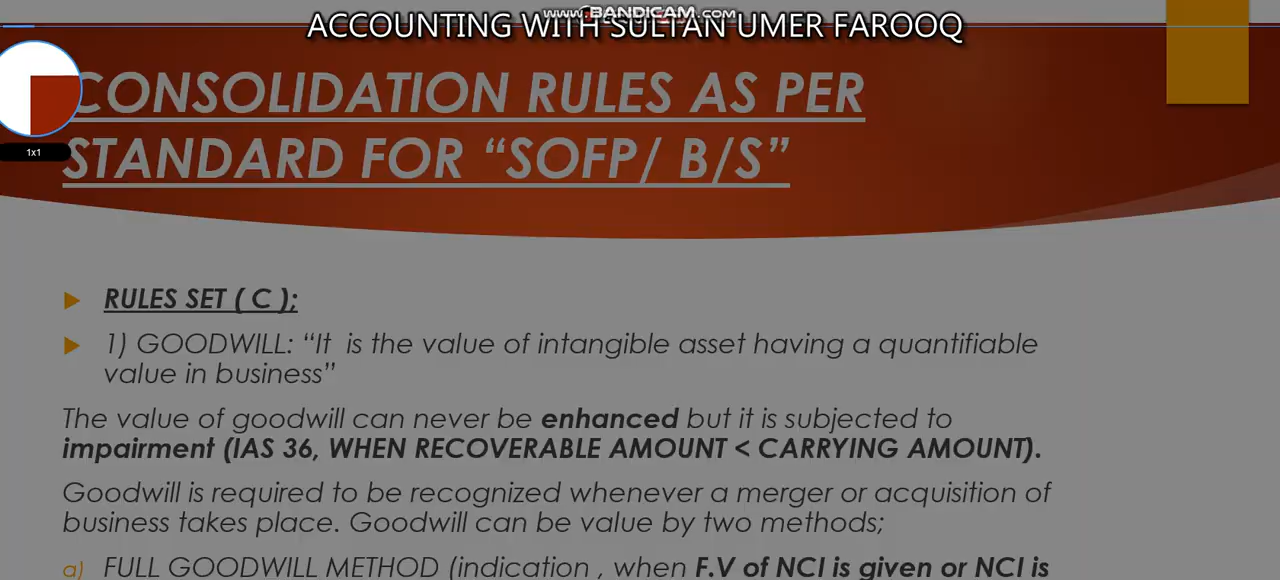 www.BANDICAM.com
ACCOUNTING WITH SULTAN UMER FAROOQ
CONSOLIDATION RULES AS PER
1x1
STANDARD FOR “SOFP/ B/S”
RULES SET ( C );
1) GOODWILL: “It is the value of intangible asset having a quantifiable
value in business”
The value of goodwill can never be enhanced but it is subjected to
impairment (IAS 36, WHEN RECOVERABLE AMOUNT < CARRYING AMOUNT).
Goodwill is required to be recognized whenever a merger or acquisition of
business takes place. Goodwill can be value by two methods;
a) FULL GOODWILL METHOD (indication , when F.V of NCI is given or NCI is